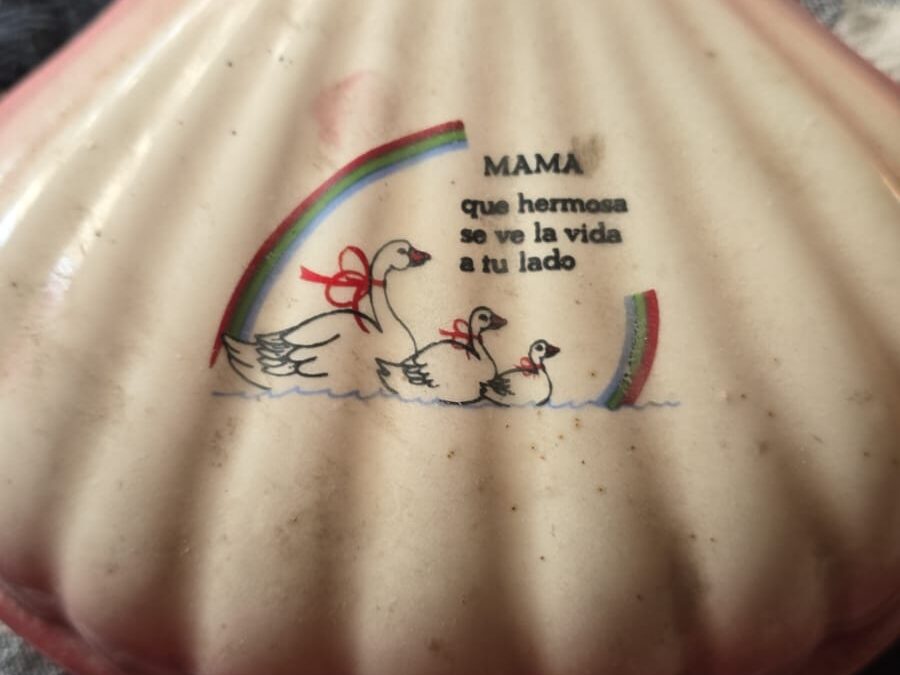 MAMA
que hermosa
se ve la vida
a tu lado